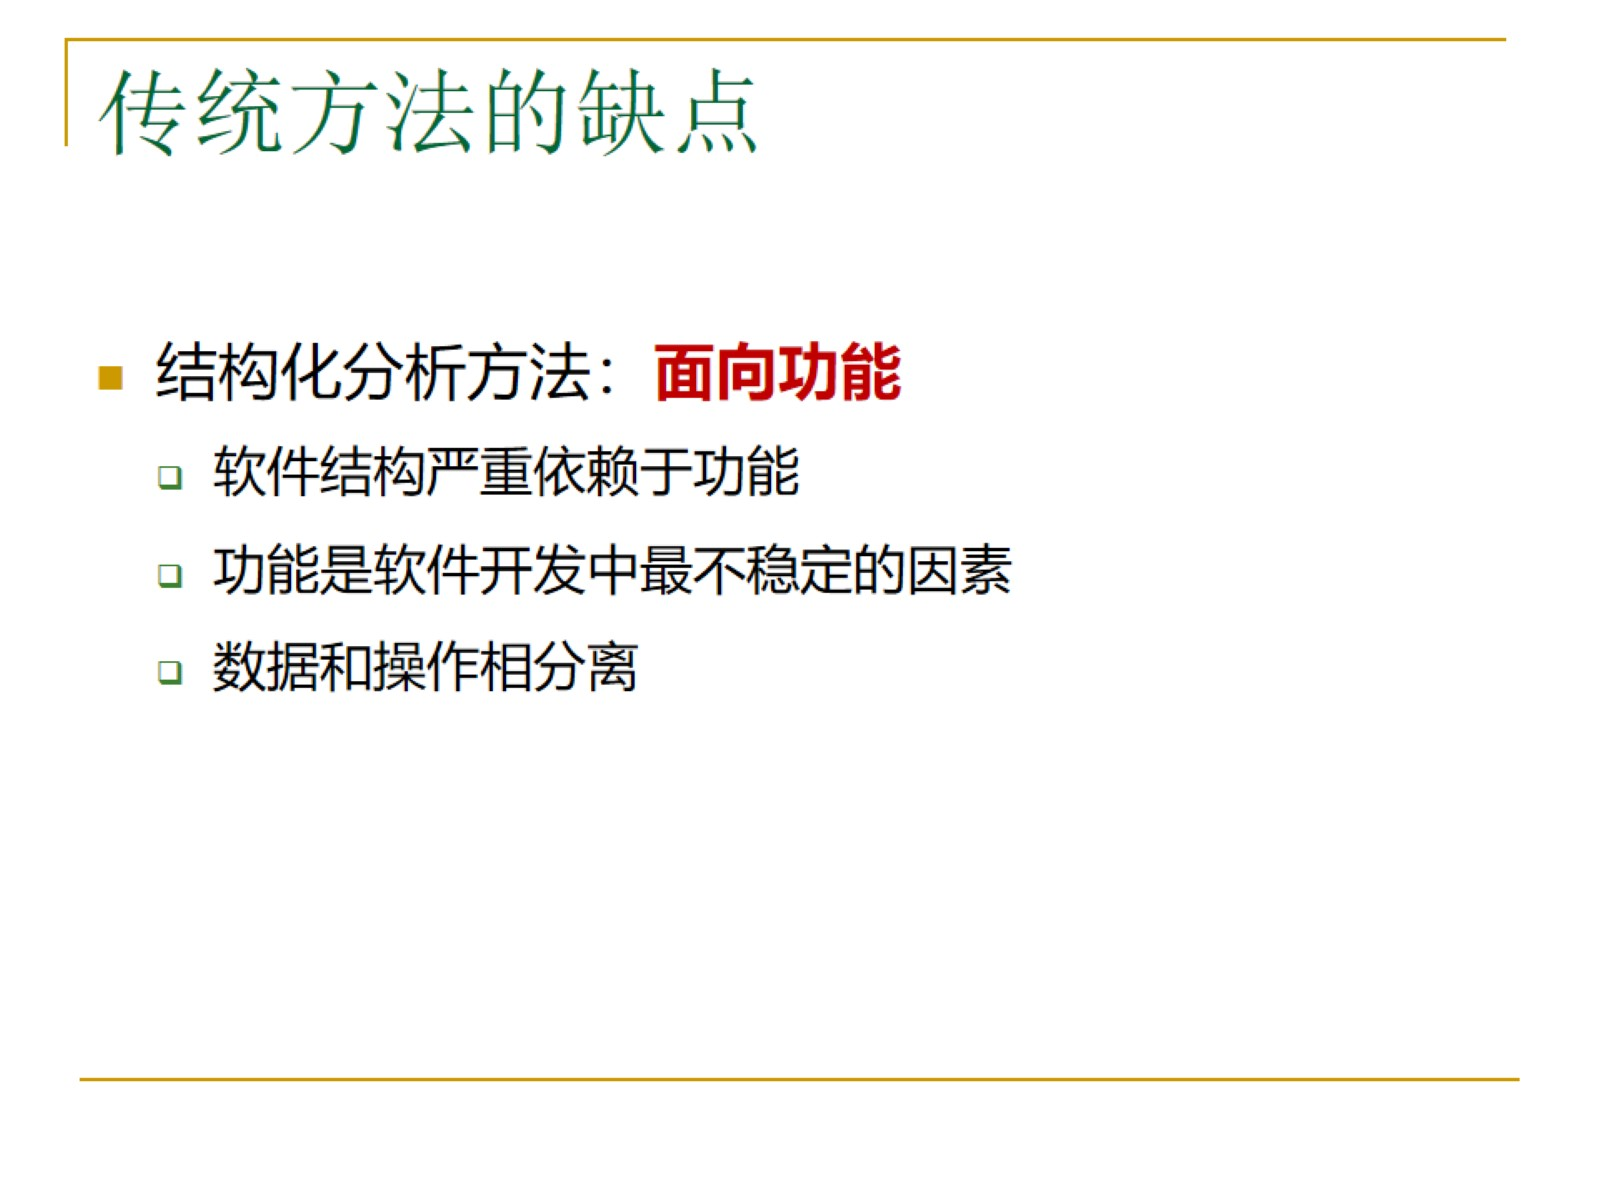 传统方法的缺点
结构化分析方法：面向功能
软件结构严重依赖于功能
功能是软件开发中最不稳定的因素
数据和操作相分离